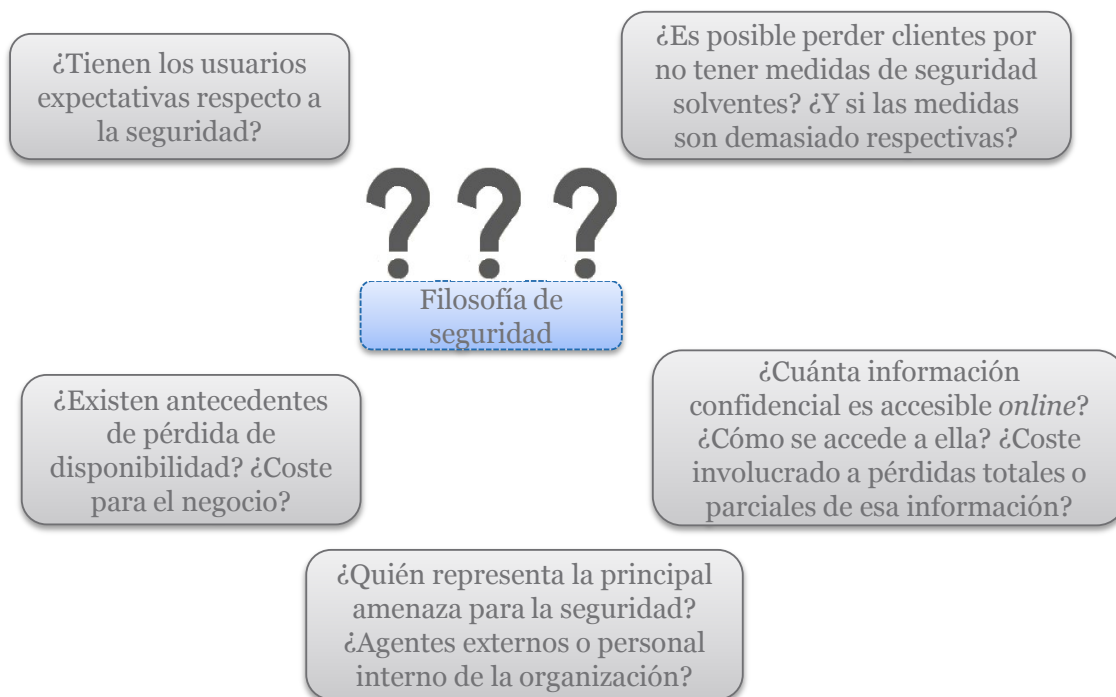 ¿Tienen los usuarios
expectativas respecto a
la seguridad?
¿Es posible perder clientes por
no tener medidas de seguridad
solventes? ¿Y si las medidas
son demasiado respectivas?
???
Filosofía de
seguridad
¿Existen antecedentes
de pérdida de
disponibilidad? ¿Coste
para el negocio?
¿Cuánta información
confidencial es accesible online?
¿Cómo se accede a ella? ¿Coste
involucrado a pérdidas totales o
parciales de esa información?
¿Quién representa la principal
amenaza para la seguridad?
¿Agentes externos o personal
interno de la organización?